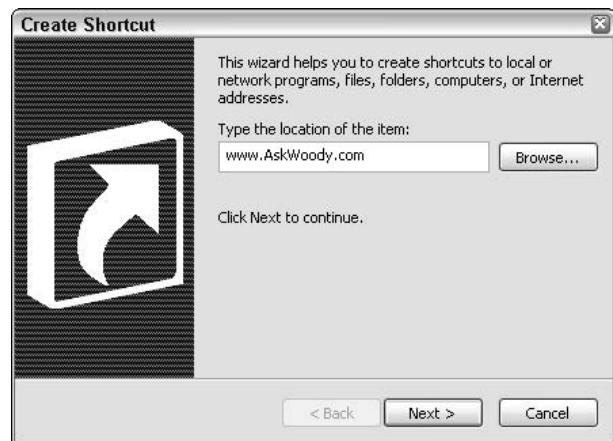 Create Shortcut
This wizard helps you to create shortcuts to local or
network programs, files, folders, computers, or Internet
addresses.
Type the location of the item:
www.AskWoody.com
Browse...
Click Next to continue.
< Back
Next >
Cancel